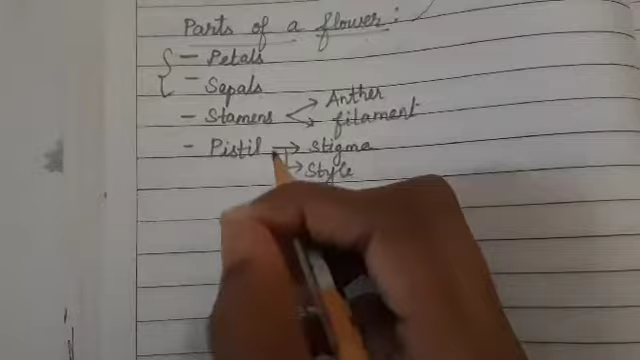 Parts of a flower:
- Petals
- Sepals
- Stamens → Anther
→ filament
- Pistil → Stigma
→ Style